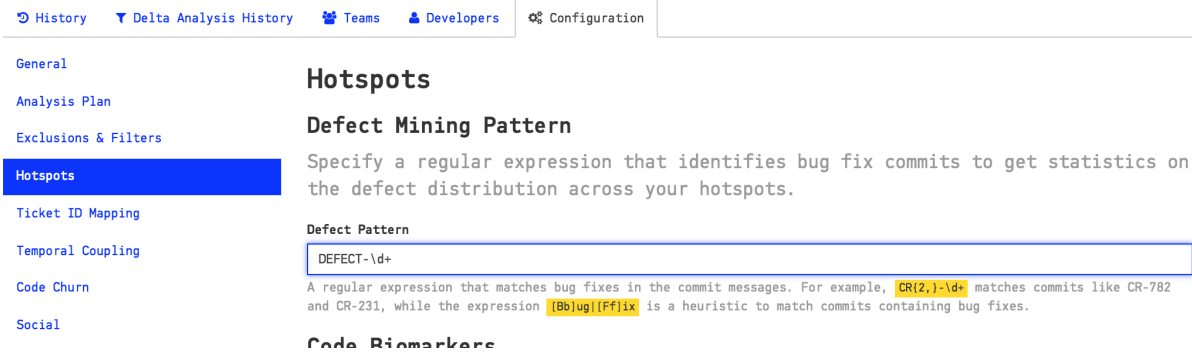 History Delta Analysis History Teams Developers Configuration
General
Analysis Plan
Exclusions & Filters
Hotspots
Ticket ID Mapping
Temporal Coupling
Code Churn
Social
Hotspots
Defect Mining Pattern
Specify a regular expression that identifies bug fix commits to get statistics on
the defect distribution across your hotspots.
Defect Pattern
DEFECT-\d+
A regular expression that matches bug fixes in the commit messages. For example, CR{2,}-\d+ matches commits like CR-782
and CR-231, while the expression [Bb]ug|[Ff]ix is a heuristic to match commits containing bug fixes.
Code Biomarkers